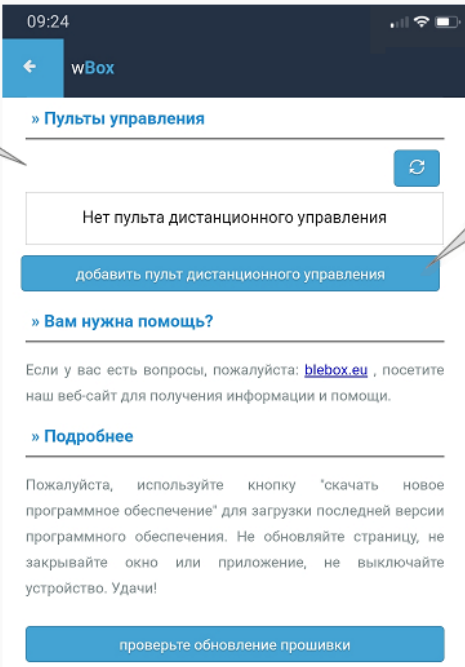 09:24
wBox
» Пульты управления
Нет пульта дистанционного управления
добавить пульт дистанционного управления
» Вам нужна помощь?
Если у вас есть вопросы, пожалуйста: blebox.eu , посетите
наш веб-сайт для получения информации и помощи.
» Подробнее
Пожалуйста, используйте кнопку "скачать новое
программное обеспечение" для загрузки последней версии
программного обеспечения. Не обновляйте страницу, не
закрывайте окно или приложение, не выключайте
устройство. Удачи!
проверьте обновление прошивки